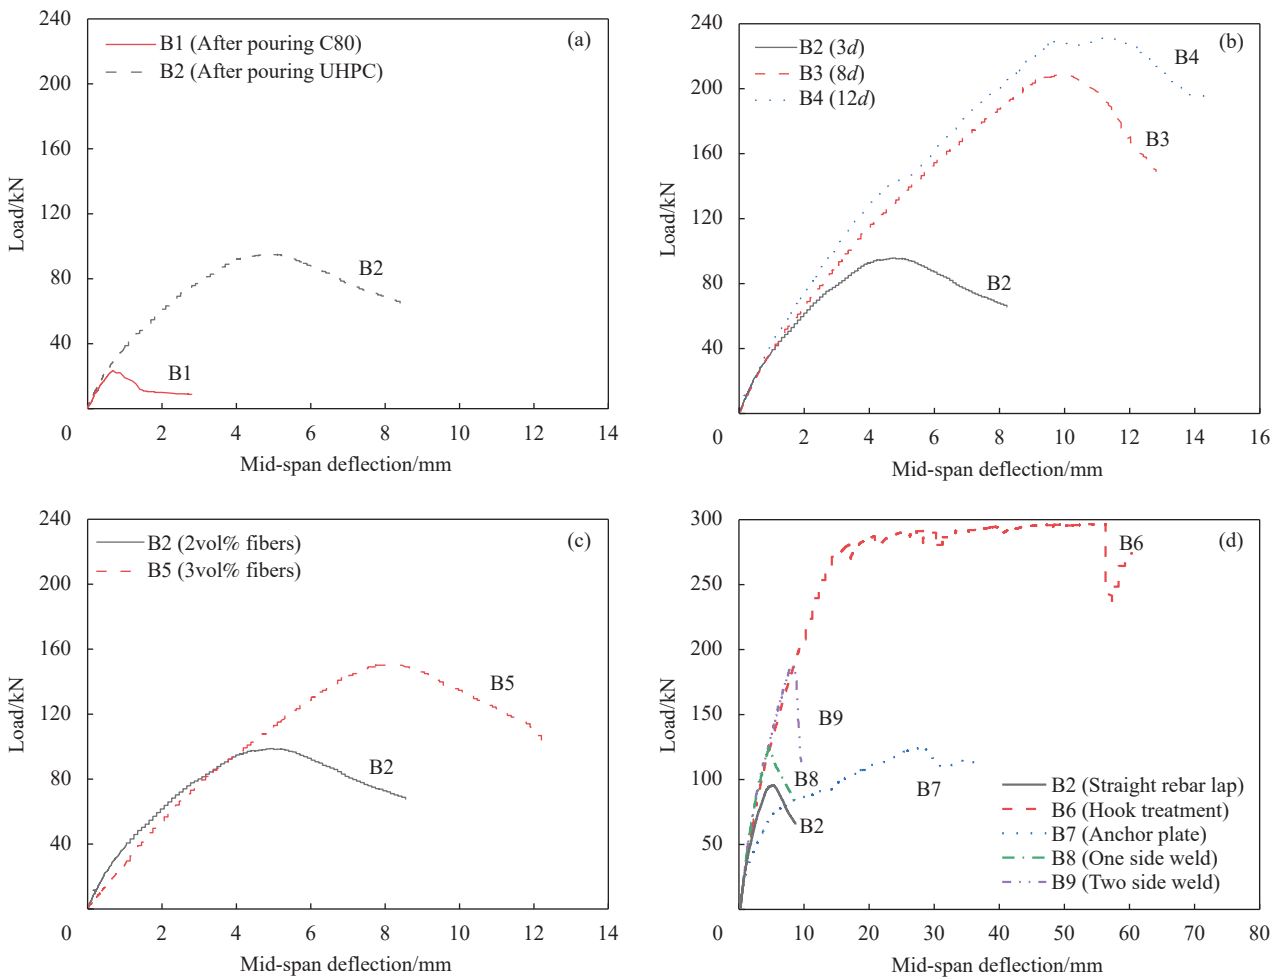 240
200
160
120
80
40
0
2
4
6
8
10
12
14
Load/kN
Mid-span deflection/mm
B1 (After pouring C80)
B2 (After pouring UHPC)
(a)
B2
B1
240
200
160
120
80
40
0
2
4
6
8
10
12
14
16
Load/kN
Mid-span deflection/mm
B2 (3d)
B3 (8d)
B4 (12d)
(b)
B4
B3
B2
240
200
160
120
80
40
0
2
4
6
8
10
12
14
Load/kN
Mid-span deflection/mm
B2 (2vol% fibers)
B5 (3vol% fibers)
(c)
B5
B2
300
250
200
150
100
50
0
10
20
30
40
50
60
70
80
Load/kN
Mid-span deflection/mm
(d)
B6
B9
B8
B7
B2
B2 (Straight rebar lap)
B6 (Hook treatment)
B7 (Anchor plate)
B8 (One side weld)
B9 (Two side weld)